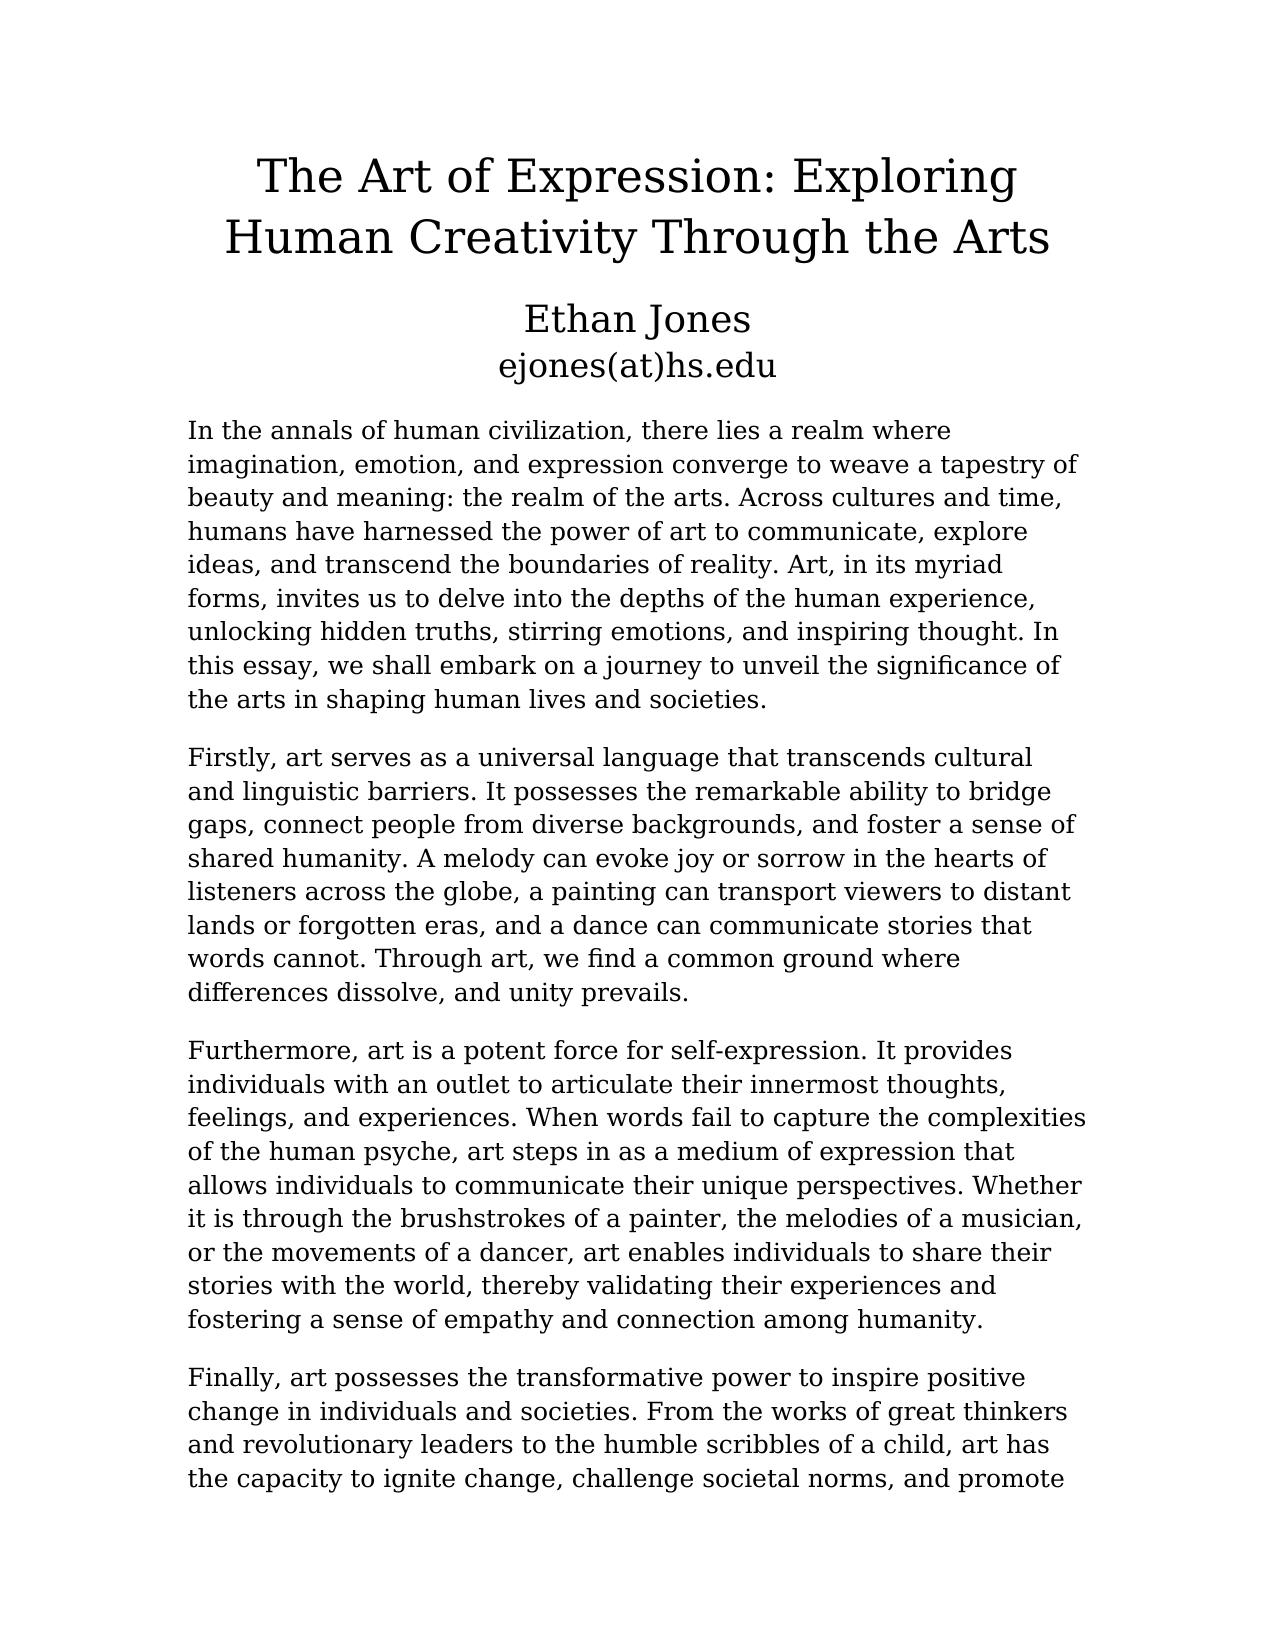 The Art of Expression: Exploring
Human Creativity Through the Arts
Ethan Jones
ejones(at)hs.edu
In the annals of human civilization, there lies a realm where
imagination, emotion, and expression converge to weave a tapestry of
beauty and meaning: the realm of the arts. Across cultures and time,
humans have harnessed the power of art to communicate, explore
ideas, and transcend the boundaries of reality. Art, in its myriad
forms, invites us to delve into the depths of the human experience,
unlocking hidden truths, stirring emotions, and inspiring thought. In
this essay, we shall embark on a journey to unveil the significance of
the arts in shaping human lives and societies.
Firstly, art serves as a universal language that transcends cultural
and linguistic barriers. It possesses the remarkable ability to bridge
gaps, connect people from diverse backgrounds, and foster a sense of
shared humanity. A melody can evoke joy or sorrow in the hearts of
listeners across the globe, a painting can transport viewers to distant
lands or forgotten eras, and a dance can communicate stories that
words cannot. Through art, we find a common ground where
differences dissolve, and unity prevails.
Furthermore, art is a potent force for self-expression. It provides
individuals with an outlet to articulate their innermost thoughts,
feelings, and experiences. When words fail to capture the complexities
of the human psyche, art steps in as a medium of expression that
allows individuals to communicate their unique perspectives. Whether
it is through the brushstrokes of a painter, the melodies of a musician,
or the movements of a dancer, art enables individuals to share their
stories with the world, thereby validating their experiences and
fostering a sense of empathy and connection among humanity.
Finally, art possesses the transformative power to inspire positive
change in individuals and societies. From the works of great thinkers
and revolutionary leaders to the humble scribbles of a child, art has
the capacity to ignite change, challenge societal norms, and promote